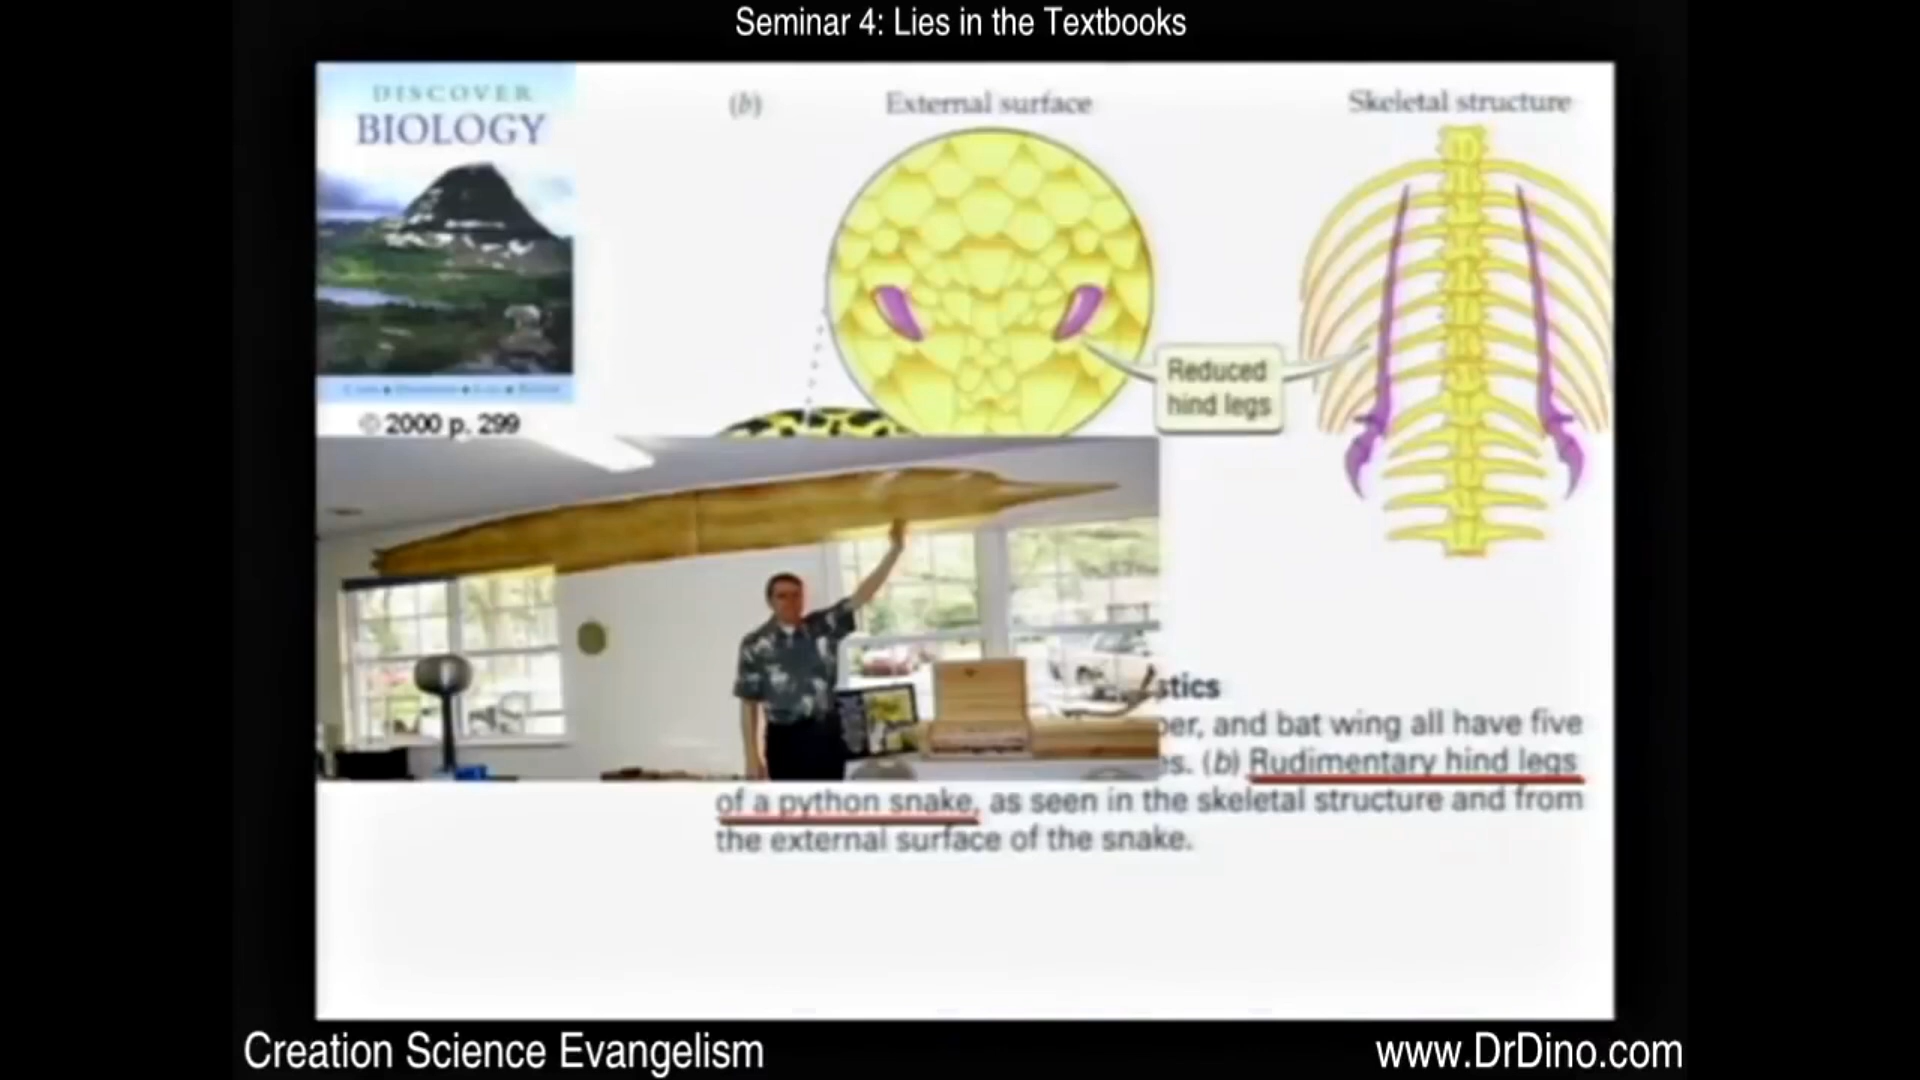 Seminar 4: Lies in the Textbooks
DISCOVER
BIOLOGY
© 2000 p. 299
(b)
External surface
Skeletal structure
Reduced
hind legs
stics
per, and bat wing all have five
es. (b) Rudimentary hind legs
of a python snake, as seen in the skeletal structure and from
the external surface of the snake.
Creation Science Evangelism
www.DrDino.com